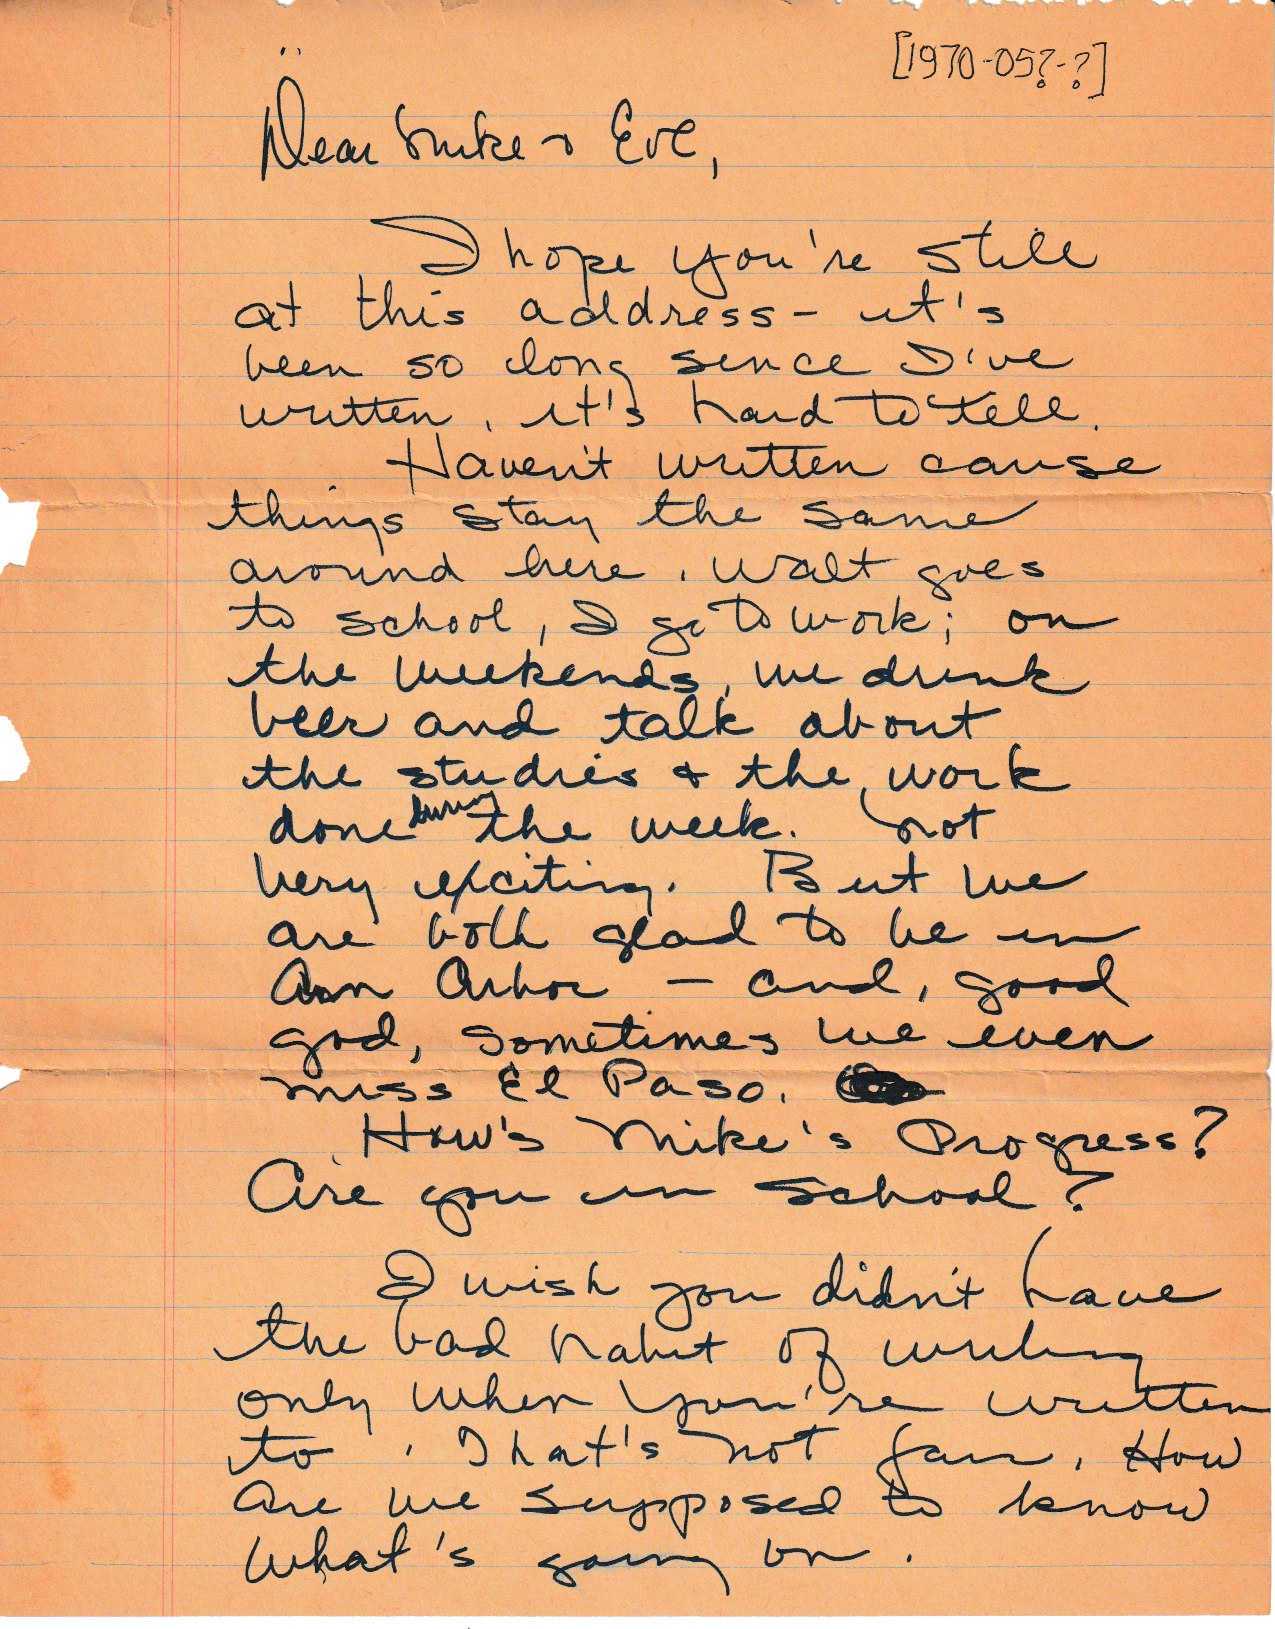 [1970-05?-?]
Dear Mike & Eve,
I hope you're still
at this address - it's
been so long since I've
written, it's hard to tell.
Haven't written cause
things stay the same
around here. Walt goes
to school, I go to work; on
the weekends, we drink
beer and talk about
the studies & the work
done during the week. Not
very exciting. But we
are both glad to be in
Ann Arbor - and, good
god, sometimes we even
miss El Paso.
How's Mike's Progress?
Are you in school?
I wish you didn't have
the bad habit of writing
only when you're written
to. That's not fair. How
are we supposed to know
what's going on.